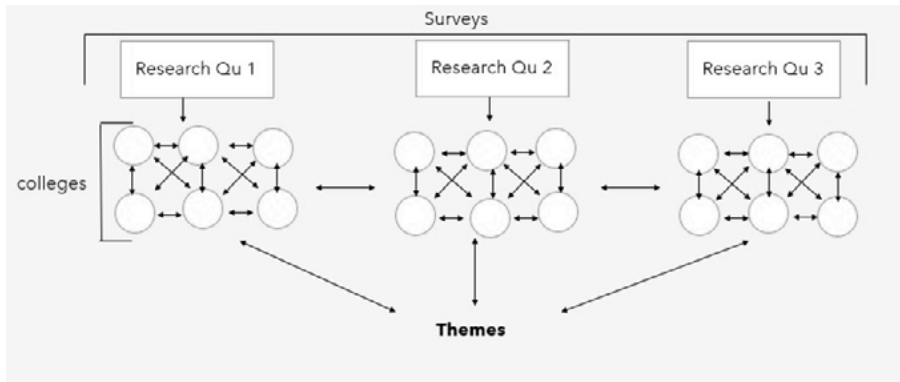 Surveys
Research Qu 1
Research Qu 2
Research Qu 3
colleges
Themes